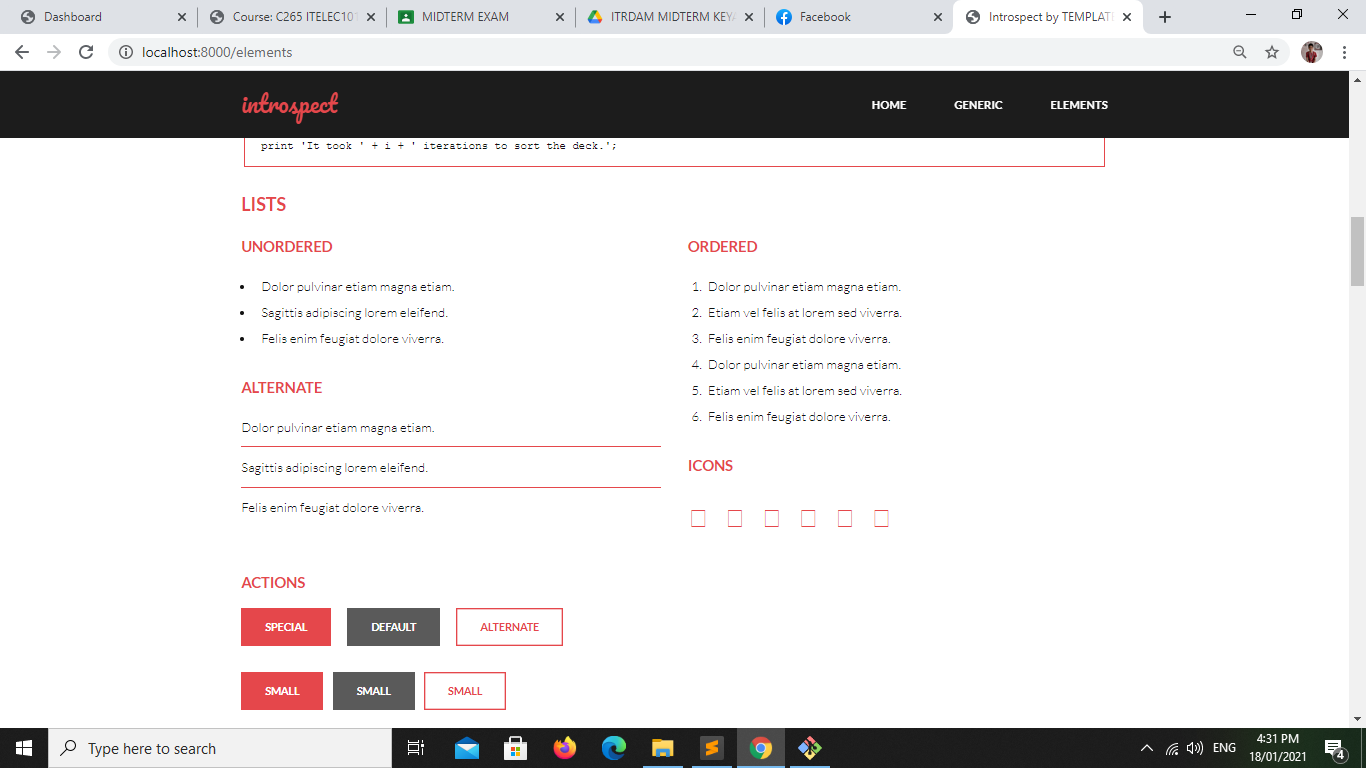 Dashboard
Course: C265 ITELEC101
MIDTERM EXAM
ITRDAM MIDTERM KEY
Facebook
Introspect by TEMPLAT
localhost:8000/elements
introspect
HOME
GENERIC
ELEMENTS
print 'It took ' + i + ' iterations to sort the deck.';
LISTS
UNORDERED
Dolor pulvinar etiam magna etiam.
Sagittis adipiscing lorem eleifend.
Felis enim feugiat dolore viverra.
ALTERNATE
Dolor pulvinar etiam magna etiam.
Sagittis adipiscing lorem eleifend.
Felis enim feugiat dolore viverra.
ORDERED
1. Dolor pulvinar etiam magna etiam.
2. Etiam vel felis at lorem sed viverra.
3. Felis enim feugiat dolore viverra.
4. Dolor pulvinar etiam magna etiam.
5. Etiam vel felis at lorem sed viverra.
6. Felis enim feugiat dolore viverra.
ICONS
ACTIONS
SPECIAL
DEFAULT
ALTERNATE
SMALL
SMALL
SMALL
Type here to search
ENG
4:31 PM
18/01/2021
4